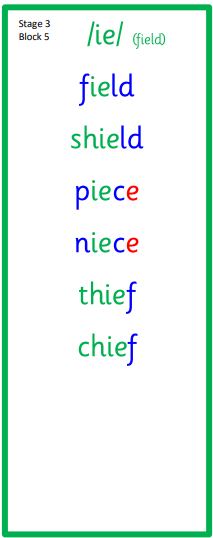 Stage 3
Block 5
/ie/ (field)
field
shield
piece
niece
thief
chief